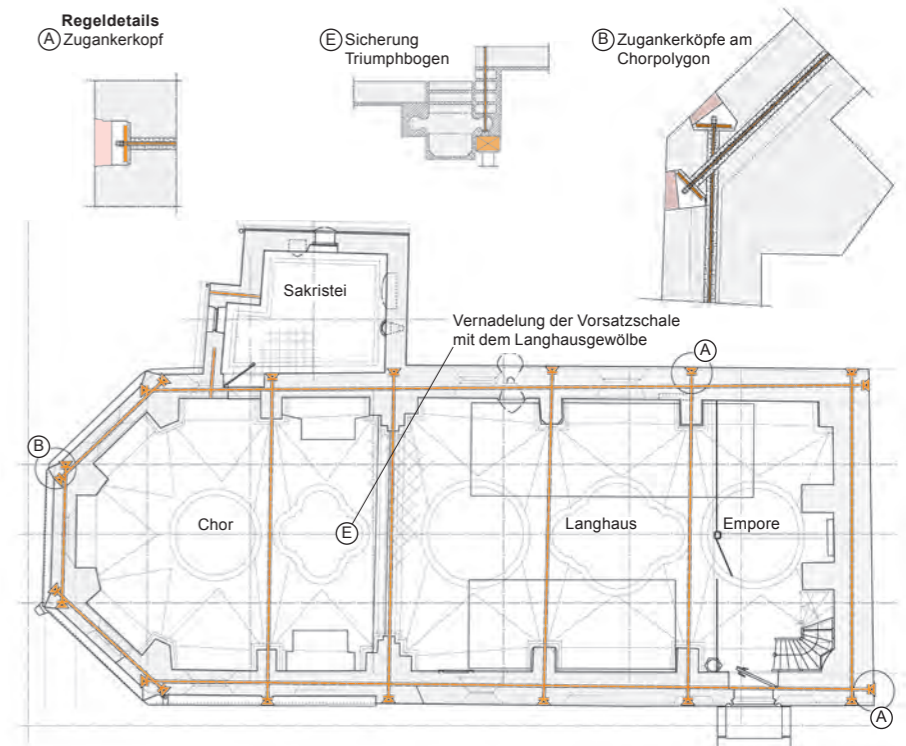 Regeldetails
A Zugankerkopf
E Sicherung
Triumphbogen
B Zugankerköpfe am
Chorpolygon
Sakristei
Vernadelung der Vorsatzschale
mit dem Langhausgewölbe
A
B
Chor
E
Langhaus
Empore
A